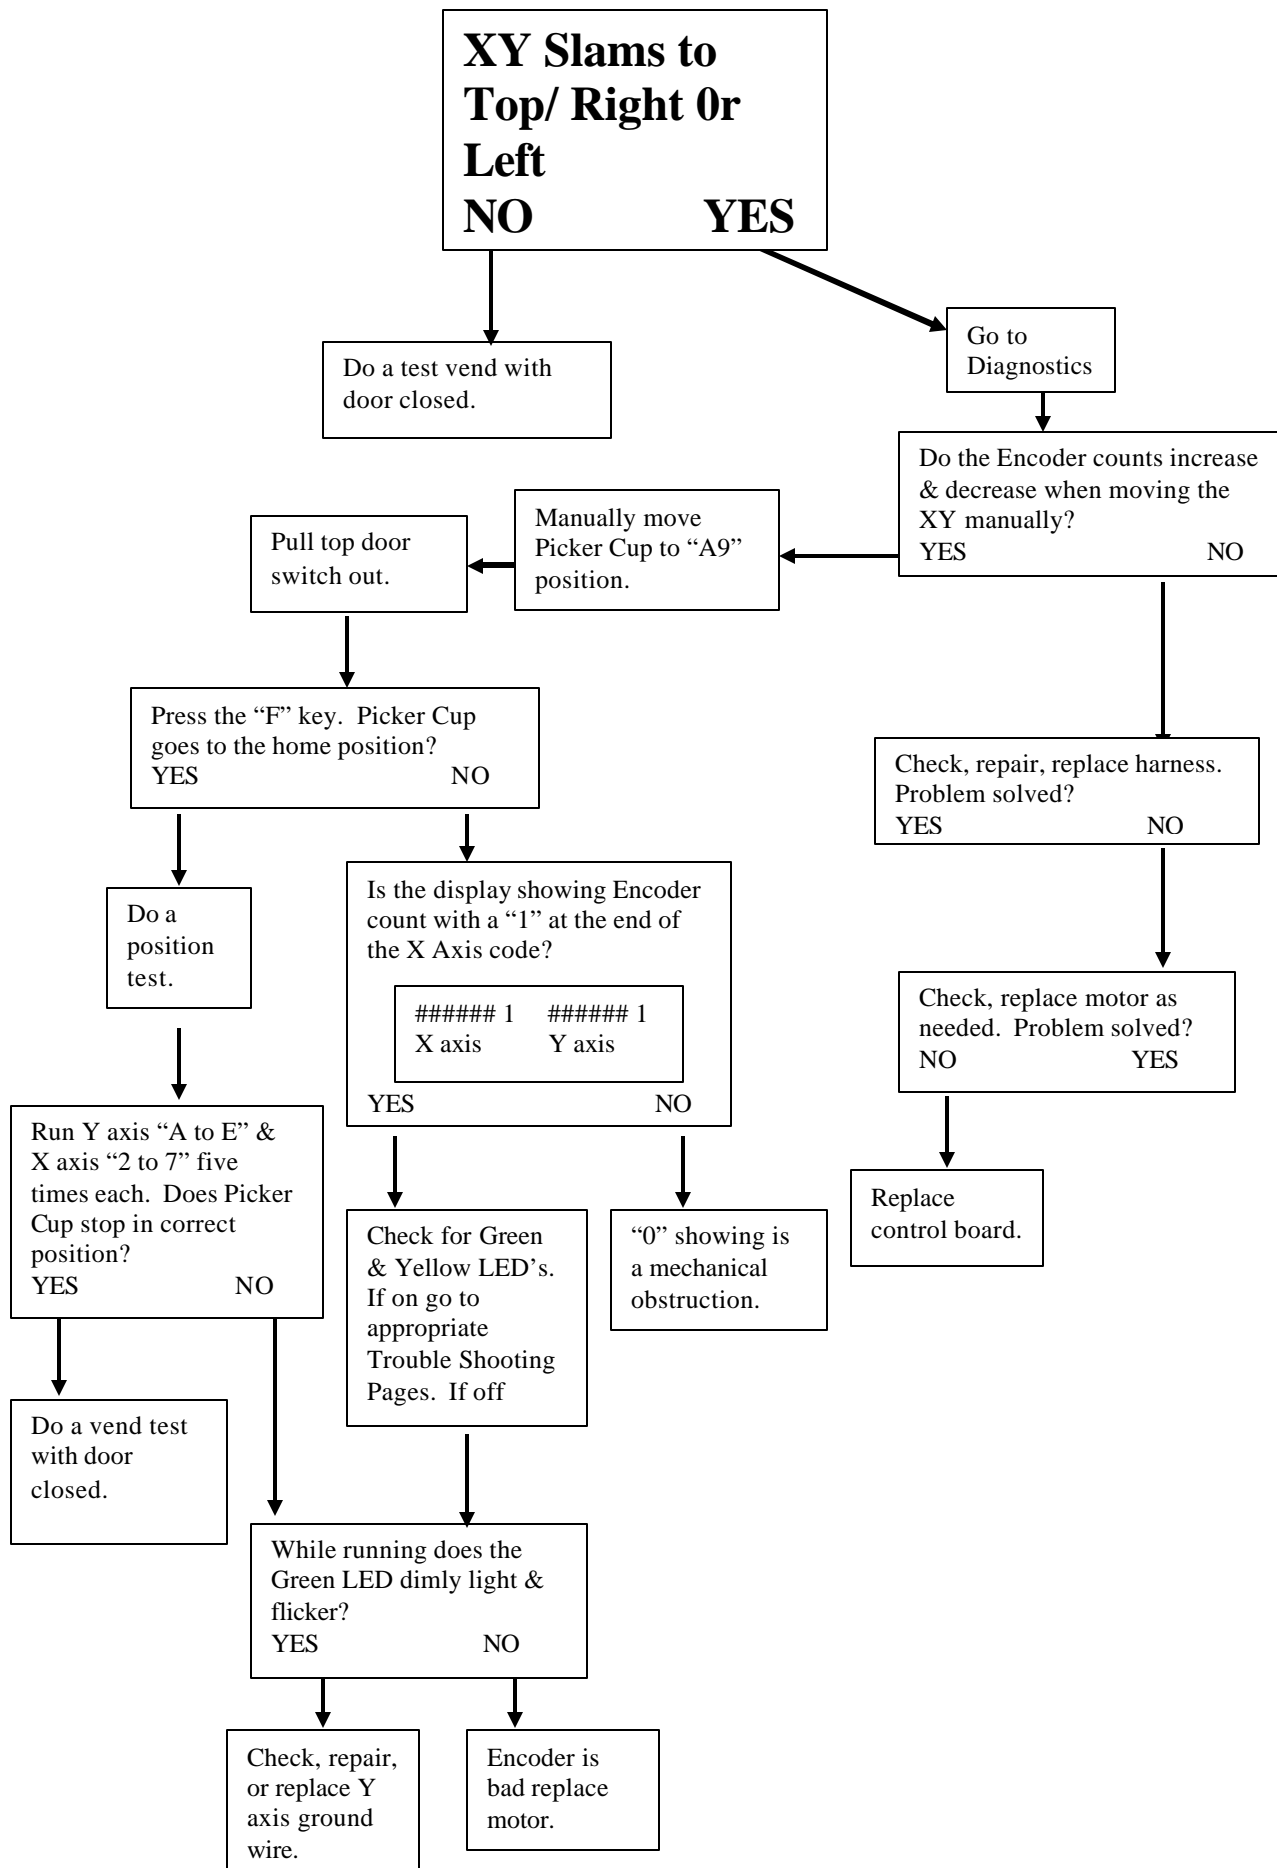 XY Slams to
Top/ Right 0r
Left
NO YES
Do a test vend with
door closed.
Go to
Diagnostics
Do the Encoder counts increase
& decrease when moving the
XY manually?
YES NO
Manually move
Picker Cup to “A9”
position.
Pull top door
switch out.
Press the “F” key. Picker Cup
goes to the home position?
YES NO
Check, repair, replace harness.
Problem solved?
YES NO
Do a
position
test.
Is the display showing Encoder
count with a “1” at the end of
the X Axis code?
###### 1 ###### 1
X axis Y axis
YES NO
Check, replace motor as
needed. Problem solved?
NO YES
Run Y axis “A to E” &
X axis “2 to 7” five
times each. Does Picker
Cup stop in correct
position?
YES NO
Replace
control board.
Check for Green
& Yellow LED’s.
If on go to
appropriate
Trouble Shooting
Pages. If off
“0” showing is
a mechanical
obstruction.
Do a vend test
with door
closed.
While running does the
Green LED dimly light &
flicker?
YES NO
Check, repair,
or replace Y
axis ground
wire.
Encoder is
bad replace
motor.